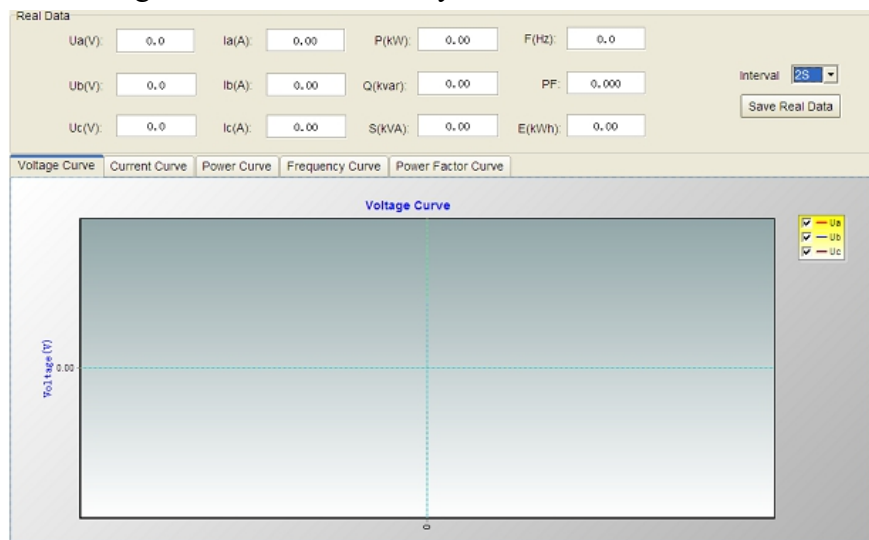 Real Data
Ua(V): 0.0 Ia(A): 0.00 P(kW): 0.00 F(Hz): 0.0
Ub(V): 0.0 Ib(A): 0.00 Q(kvar): 0.00 PF: 0.000
Interval 2S
Save Real Data
Uc(V): 0.0 Ic(A): 0.00 S(kVA): 0.00 E(kWh): 0.00
Voltage Curve Current Curve Power Curve Frequency Curve Power Factor Curve
Voltage Curve
Ua
Ub
Uc
Voltage(V)
0.00
0